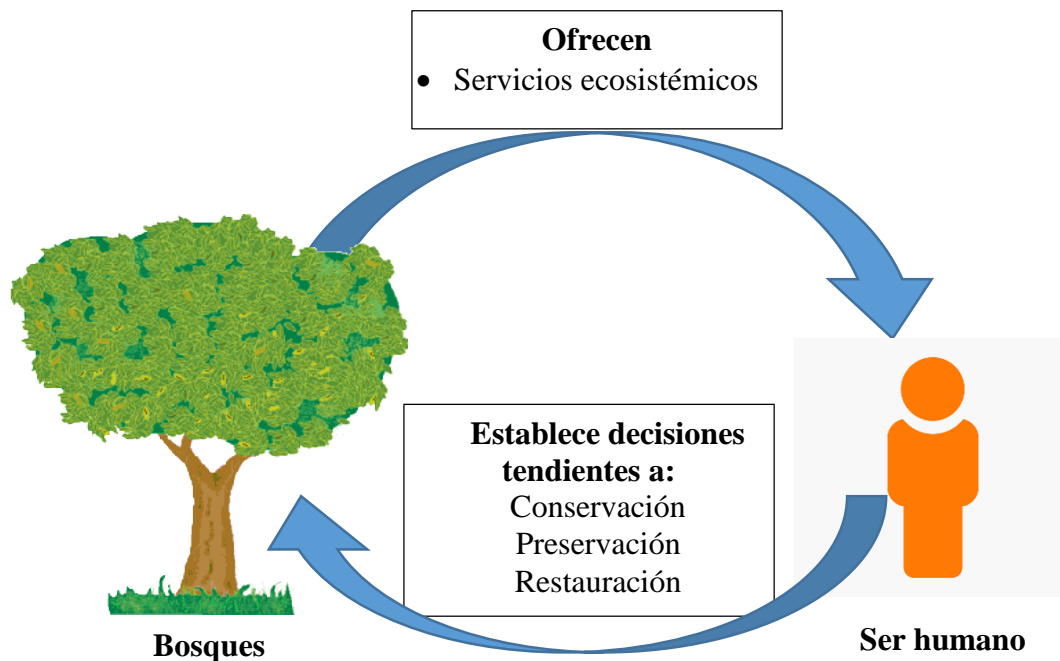 Ofrecen
• Servicios ecosistémicos
Establece decisiones
tendientes a:
Conservación
Preservación
Restauración
Bosques
Ser humano